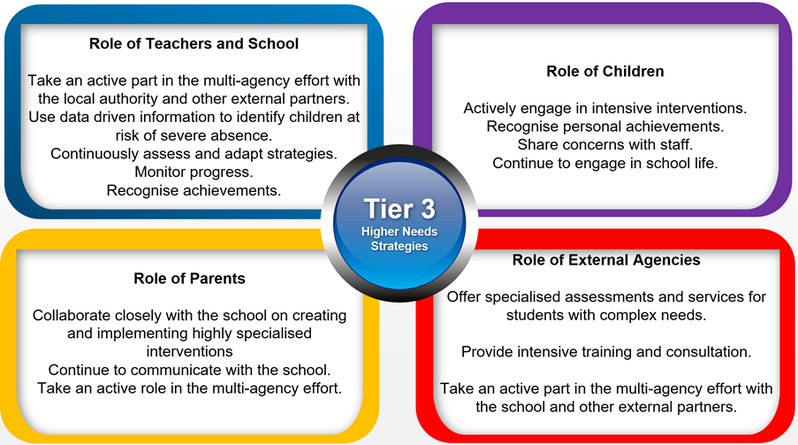 Role of Teachers and School
Take an active part in the multi-agency effort with
the local authority and other external partners.
Use data driven information to identify children at
risk of severe absence.
Continuously assess and adapt strategies.
Monitor progress.
Recognise achievements.
Role of Children
Actively engage in intensive interventions.
Recognise personal achievements.
Share concerns with staff.
Continue to engage in school life.
Tier 3
Higher Needs
Strategies
Role of Parents
Collaborate closely with the school on creating
and implementing highly specialised
interventions
Continue to communicate with the school.
Take an active role in the multi-agency effort.
Role of External Agencies
Offer specialised assessments and services for
students with complex needs.
Provide intensive training and consultation.
Take an active part in the multi-agency effort with
the school and other external partners.